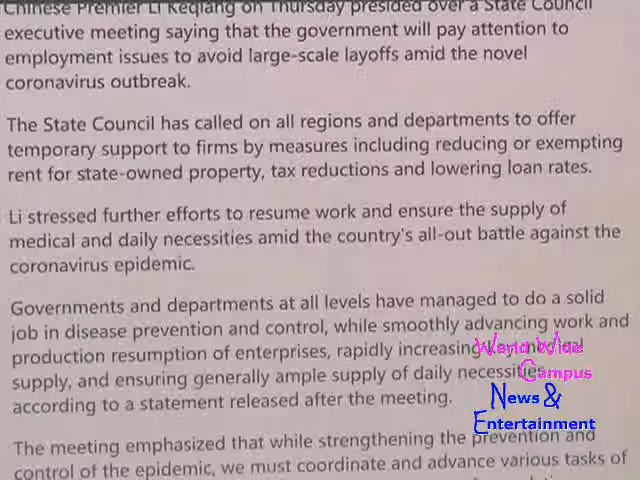 Chinese Premier Li Keqiang on Thursday presided over a State Council
executive meeting saying that the government will pay attention to
employment issues to avoid large-scale layoffs amid the novel
coronavirus outbreak.
The State Council has called on all regions and departments to offer
temporary support to firms by measures including reducing or exempting
rent for state-owned property, tax reductions and lowering loan rates.
Li stressed further efforts to resume work and ensure the supply of
medical and daily necessities amid the country's all-out battle against the
coronavirus epidemic.
Governments and departments at all levels have managed to do a solid
job in disease prevention and control, while smoothly advancing work and
production resumption of enterprises, rapidly increasing key medical
supply, and ensuring generally ample supply of daily necessities
according to a statement released after the meeting.
World Wide
Campus
News &
Entertainment
The meeting emphasized that while strengthening the prevention and
control of the epidemic, we must coordinate and advance various tasks of